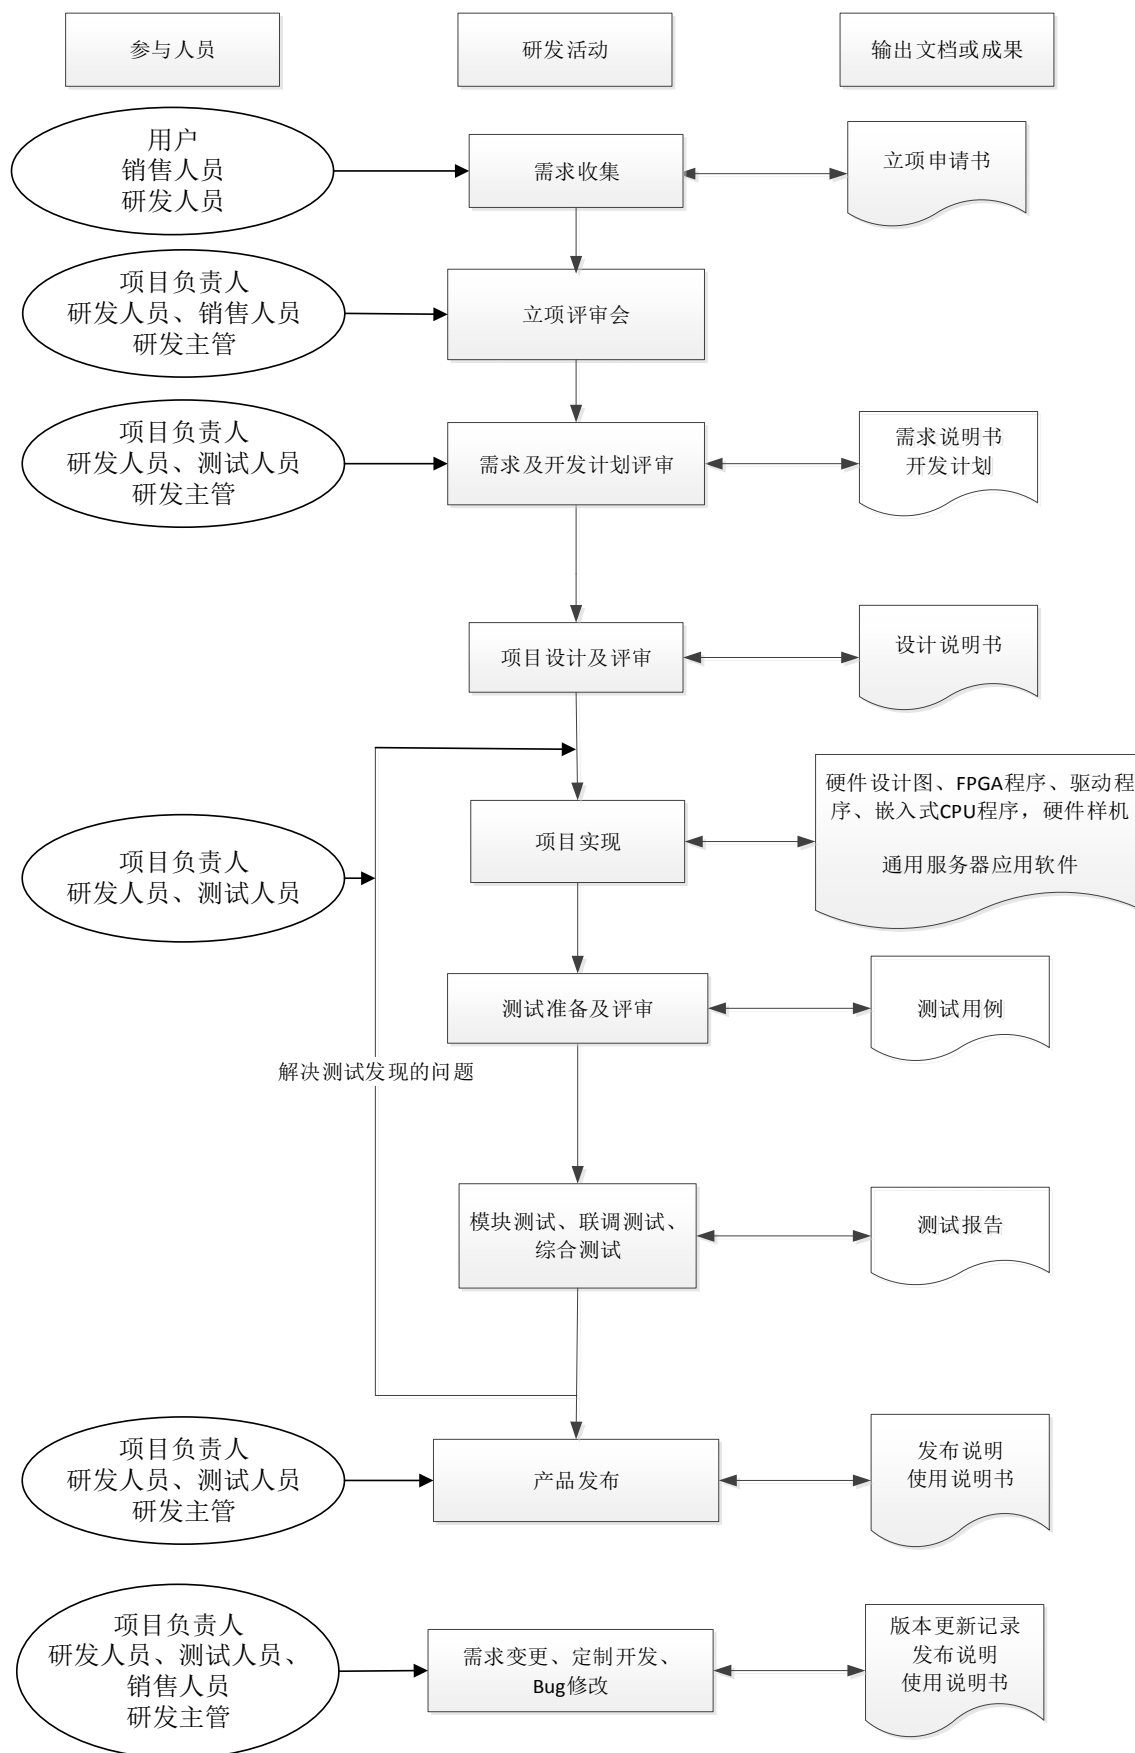 参与人员
研发活动
输出文档或成果
用户
销售人员
研发人员
需求收集
立项申请书
项目负责人
研发人员、销售人员
研发主管
立项评审会
项目负责人
研发人员、测试人员
研发主管
需求及开发计划评审
需求说明书
开发计划
项目设计及评审
设计说明书
项目负责人
研发人员、测试人员
项目实现
硬件设计图、FPGA程序、驱动程
序、嵌入式CPU程序，硬件样机
通用服务器应用软件
测试准备及评审
测试用例
解决测试发现的问题
模块测试、联调测试、
综合测试
测试报告
项目负责人
研发人员、测试人员
研发主管
产品发布
发布说明
使用说明书
项目负责人
研发人员、测试人员、
销售人员
研发主管
需求变更、定制开发、
Bug修改
版本更新记录
发布说明
使用说明书